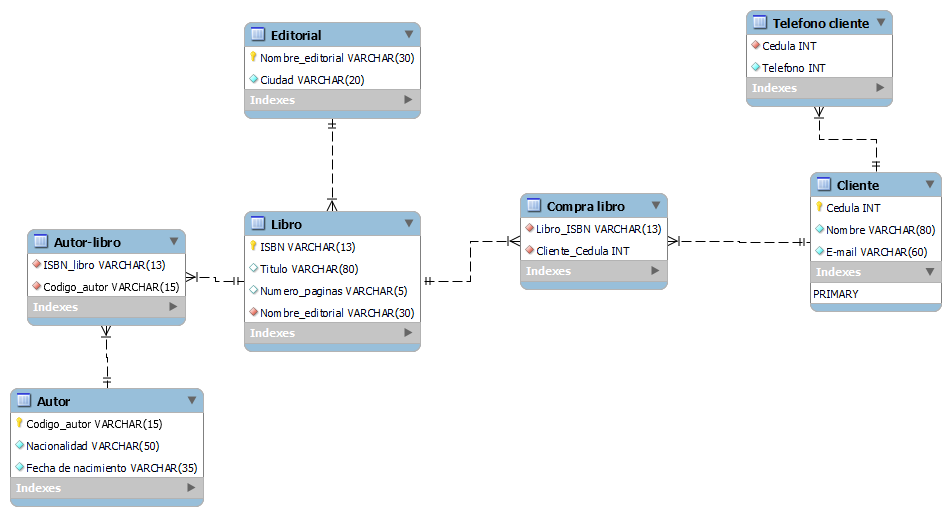 Editorial
Nombre_editorial VARCHAR(30)
Ciudad VARCHAR(20)
Indexes
Telefono cliente
Cedula INT
Telefono INT
Indexes
Cliente
Cedula INT
Nombre VARCHAR(80)
E-mail VARCHAR(60)
Indexes
PRIMARY
Compra libro
Libro_ISBN VARCHAR(13)
Cliente_Cedula INT
Indexes
Libro
ISBN VARCHAR(13)
Titulo VARCHAR(80)
Numero_paginas VARCHAR(5)
Nombre_editorial VARCHAR(30)
Indexes
Autor-libro
ISBN_libro VARCHAR(13)
Codigo_autor VARCHAR(15)
Indexes
Autor
Codigo_autor VARCHAR(15)
Nacionalidad VARCHAR(50)
Fecha de nacimiento VARCHAR(35)
Indexes